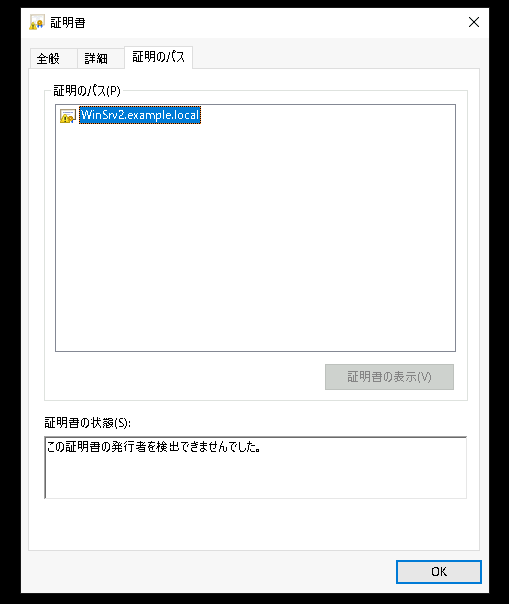 証明書
全般
詳細
証明のパス
証明のパス(P)
WinSrv2.example.local
証明書の表示(V)
証明書の状態(S):
この証明書の発行者を検出できませんでした。
OK